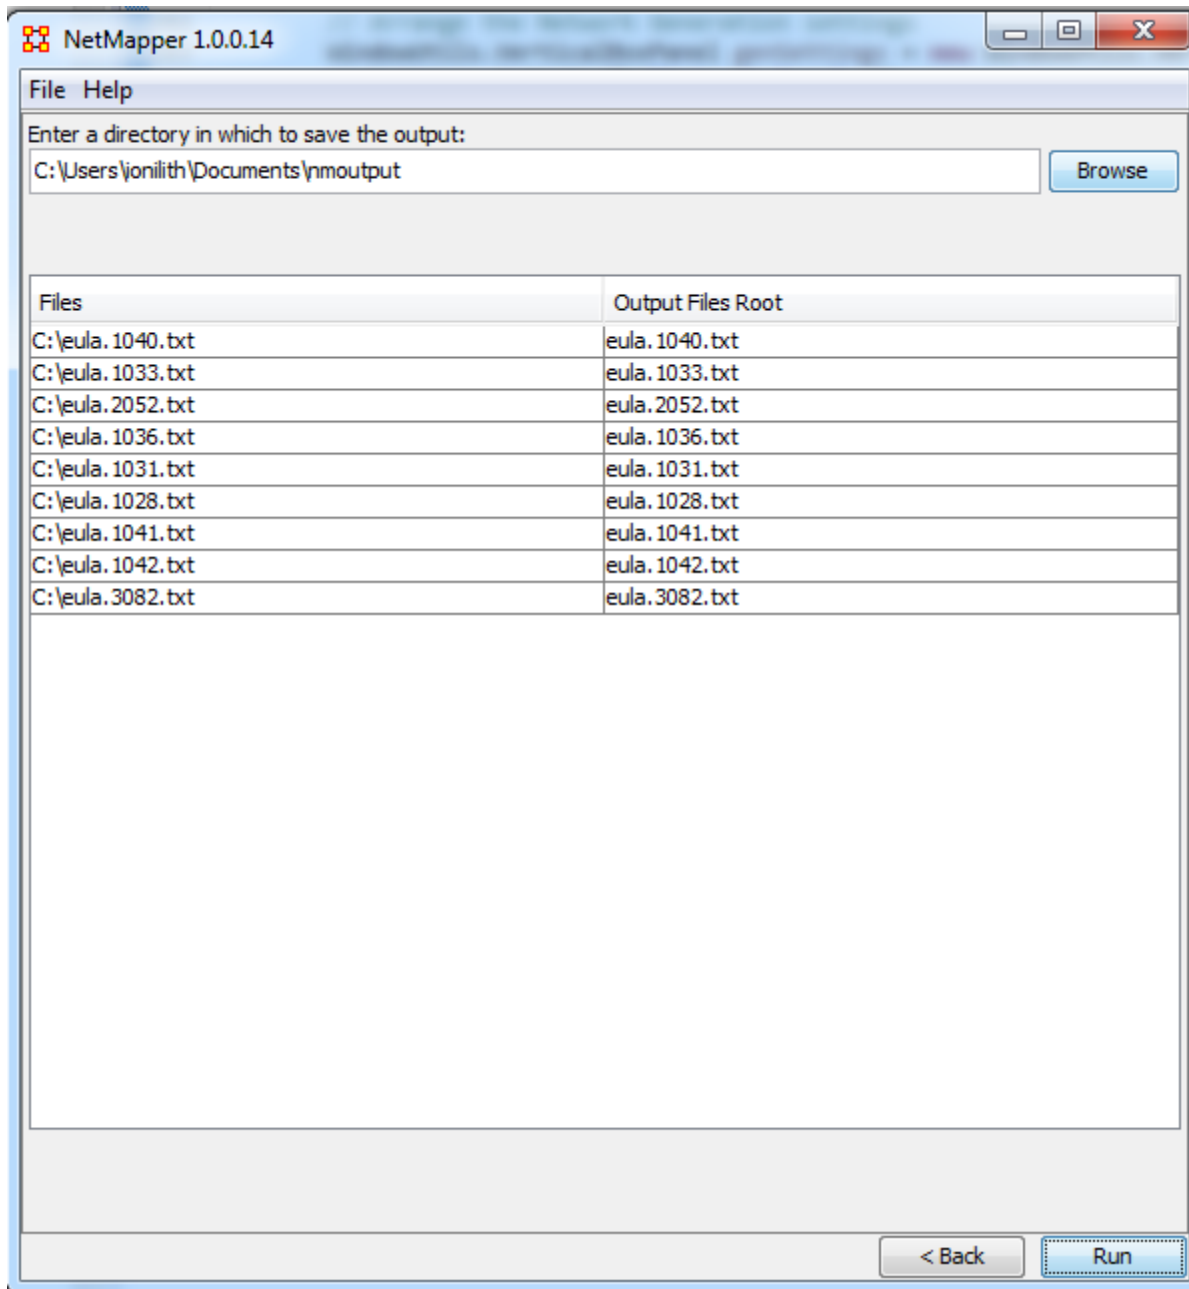 NetMapper 1.0.0.14
File Help
Enter a directory in which to save the output:
C:\Users\jonilith\Documents\nmoutput
Browse
Files Output Files Root
C:\eula.1040.txt eula.1040.txt
C:\eula.1033.txt eula.1033.txt
C:\eula.2052.txt eula.2052.txt
C:\eula.1036.txt eula.1036.txt
C:\eula.1031.txt eula.1031.txt
C:\eula.1028.txt eula.1028.txt
C:\eula.1041.txt eula.1041.txt
C:\eula.1042.txt eula.1042.txt
C:\eula.3082.txt eula.3082.txt
< Back Run